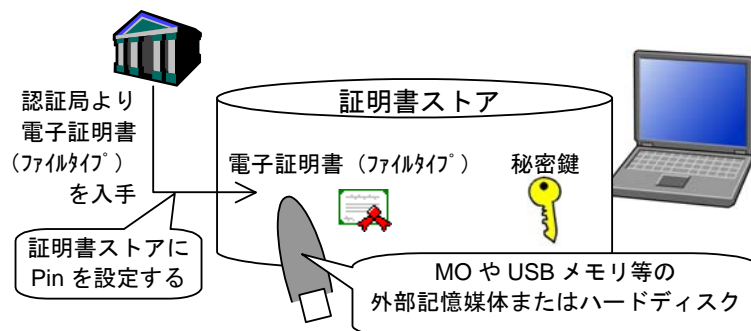 認証局より
電子証明書
(ﾌｧｲﾙﾀｲﾌﾟ)
を入手
証明書ストア
電子証明書(ﾌｧｲﾙﾀｲﾌﾟ)
秘密鍵
証明書ストアに
Pin を設定する
MO や USB メモリ等の
外部記憶媒体またはハードディスク